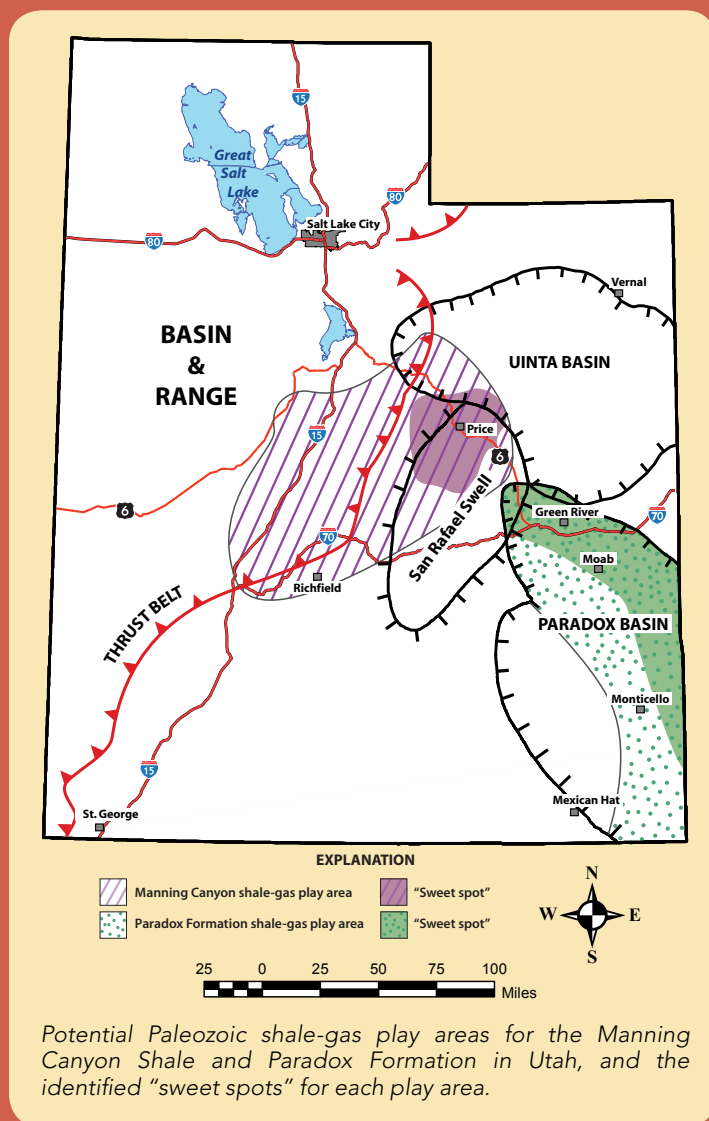 15
Great
Salt
Lake
80
Salt Lake City
80
Vernal
BASIN
&
RANGE
UINTA BASIN
15
Price
6
6
San Rafael Swell
Green River
70
70
Moab
Richfield
THRUST BELT
PARADOX BASIN
Monticello
15
Mexican Hat
St. George
EXPLANATION
Manning Canyon shale-gas play area
"Sweet spot"
Paradox Formation shale-gas play area
"Sweet spot"
N
W E
S
25 0 25 50 75 100
Miles
Potential Paleozoic shale-gas play areas for the Manning
Canyon Shale and Paradox Formation in Utah, and the
identified “sweet spots” for each play area.